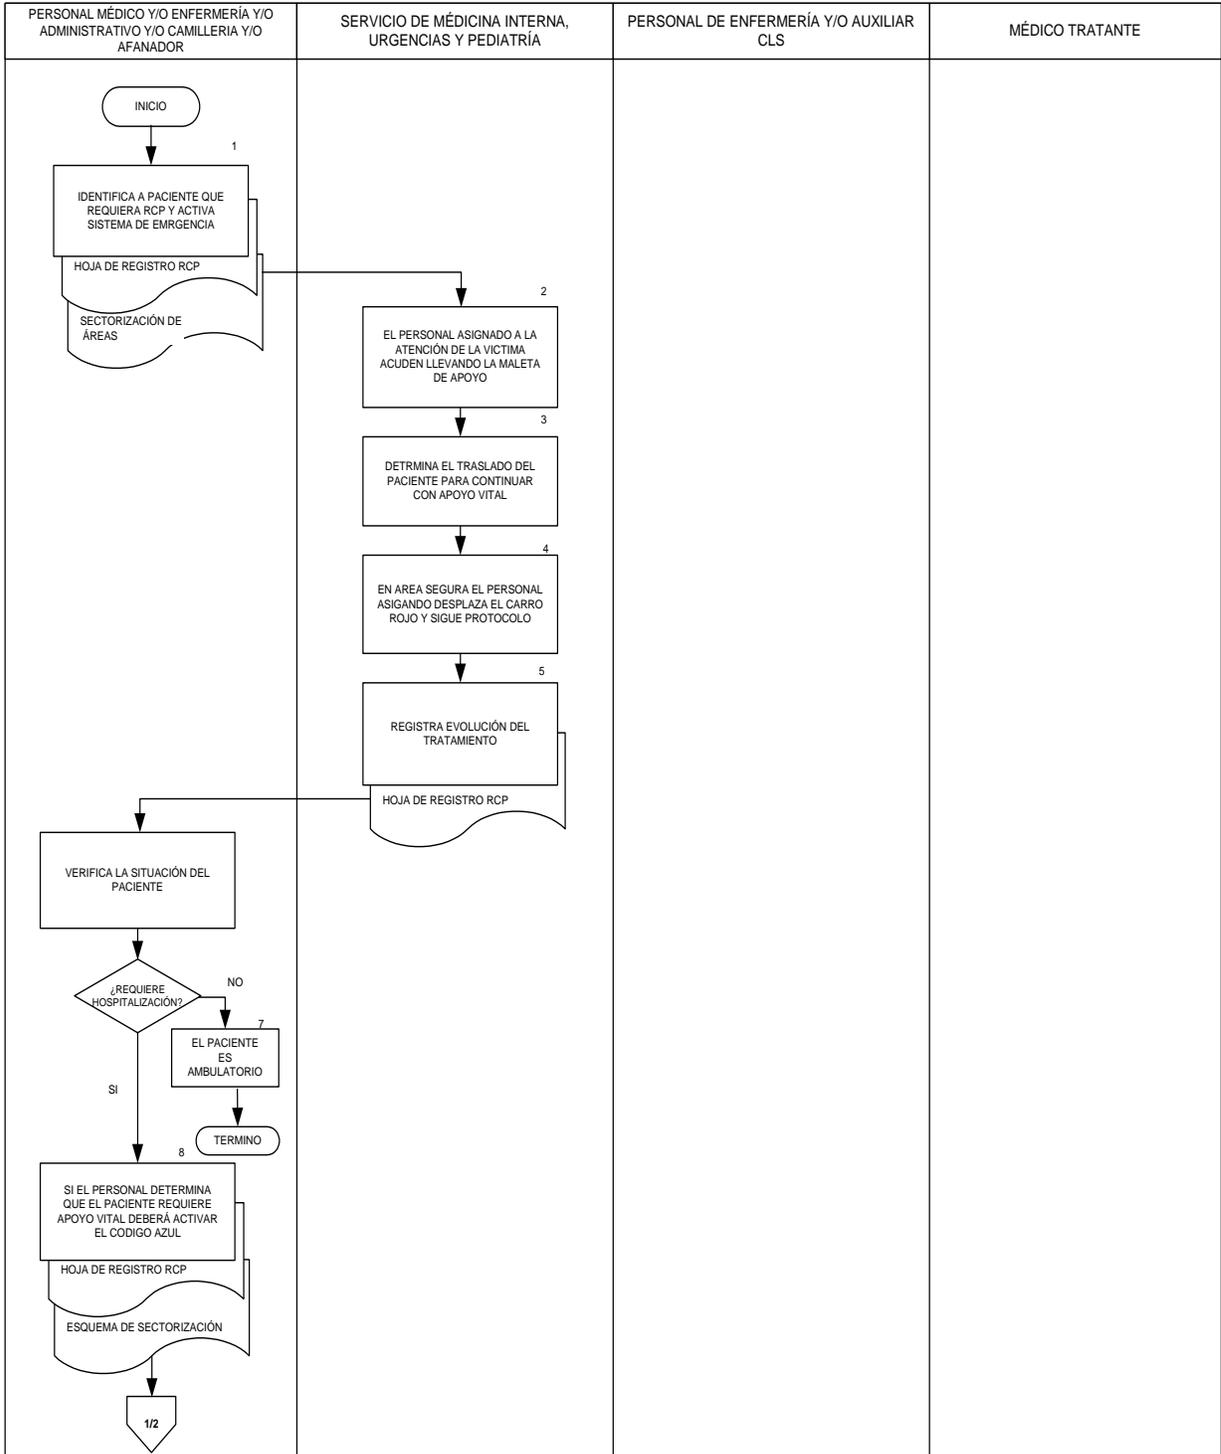 PERSONAL MÉDICO Y/O ENFERMERÍA Y/O
ADMINISTRATIVO Y/O CAMILLERIA Y/O
AFANADOR
SERVICIO DE MÉDICINA INTERNA,
URGENCIAS Y PEDIATRÍA
PERSONAL DE ENFERMERÍA Y/O AUXILIAR
CLS
MÉDICO TRATANTE
INICIO
1
IDENTIFICA A PACIENTE QUE
REQUIERA RCP Y ACTIVA
SISTEMA DE EMRGENCIA
HOJA DE REGISTRO RCP
SECTORIZACIÓN DE
ÁREAS
2
EL PERSONAL ASIGNADO A LA
ATENCIÓN DE LA VICTIMA
ACUDEN LLEVANDO LA MALETA
DE APOYO
3
DETRMINA EL TRASLADO DEL
PACIENTE PARA CONTINUAR
CON APOYO VITAL
4
EN AREA SEGURA EL PERSONAL
ASIGANDO DESPLAZA EL CARRO
ROJO Y SIGUE PROTOCOLO
5
REGISTRA EVOLUCIÓN DEL
TRATAMIENTO
HOJA DE REGISTRO RCP
VERIFICA LA SITUACIÓN DEL
PACIENTE
¿REQUIERE
HOSPITALIZACIÓN?
NO
7
EL PACIENTE
ES
AMBULATORIO
TERMINO
SI
8
SI EL PERSONAL DETERMINA
QUE EL PACIENTE REQUIERE
APOYO VITAL DEBERÁ ACTIVAR
EL CODIGO AZUL
HOJA DE REGISTRO RCP
ESQUEMA DE SECTORIZACIÓN
1/2